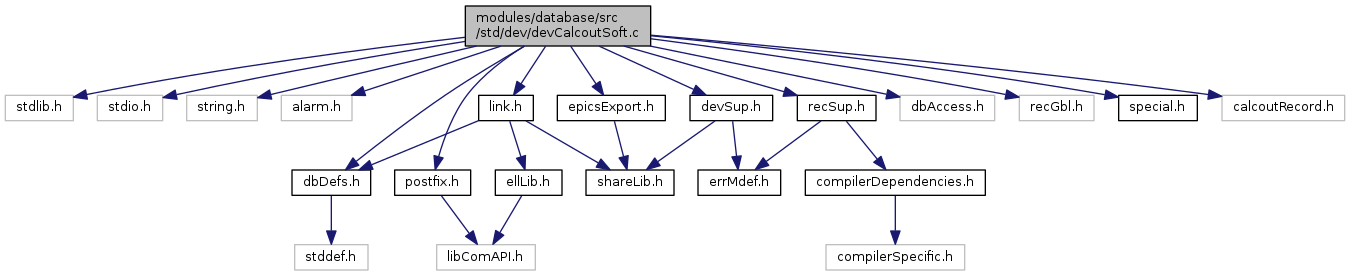 modules/database/src
/std/dev/devCalcoutSoft.c
stdlib.h
stdio.h
string.h
alarm.h
link.h
epicsExport.h
devSup.h
recSup.h
dbAccess.h
recGbl.h
special.h
calcoutRecord.h
dbDefs.h
postfix.h
ellLib.h
shareLib.h
errMdef.h
compilerDependencies.h
stddef.h
libComAPI.h
compilerSpecific.h